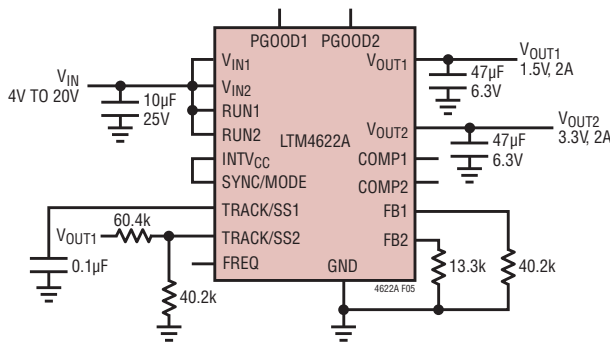 PGOOD1 PGOOD2
VIN
4V TO 20V
10µF
25V
VIN1
VIN2
RUN1
RUN2
INTVCC
SYNC/MODE
TRACK/SS1
TRACK/SS2
FREQ
LTM4622A
GND
VOUT1
VOUT2
COMP1
COMP2
FB1
FB2
47µF
6.3V
VOUT1
1.5V, 2A
47µF
6.3V
VOUT2
3.3V, 2A
VOUT1
60.4k
0.1µF
40.2k
13.3k
40.2k
4622A F05